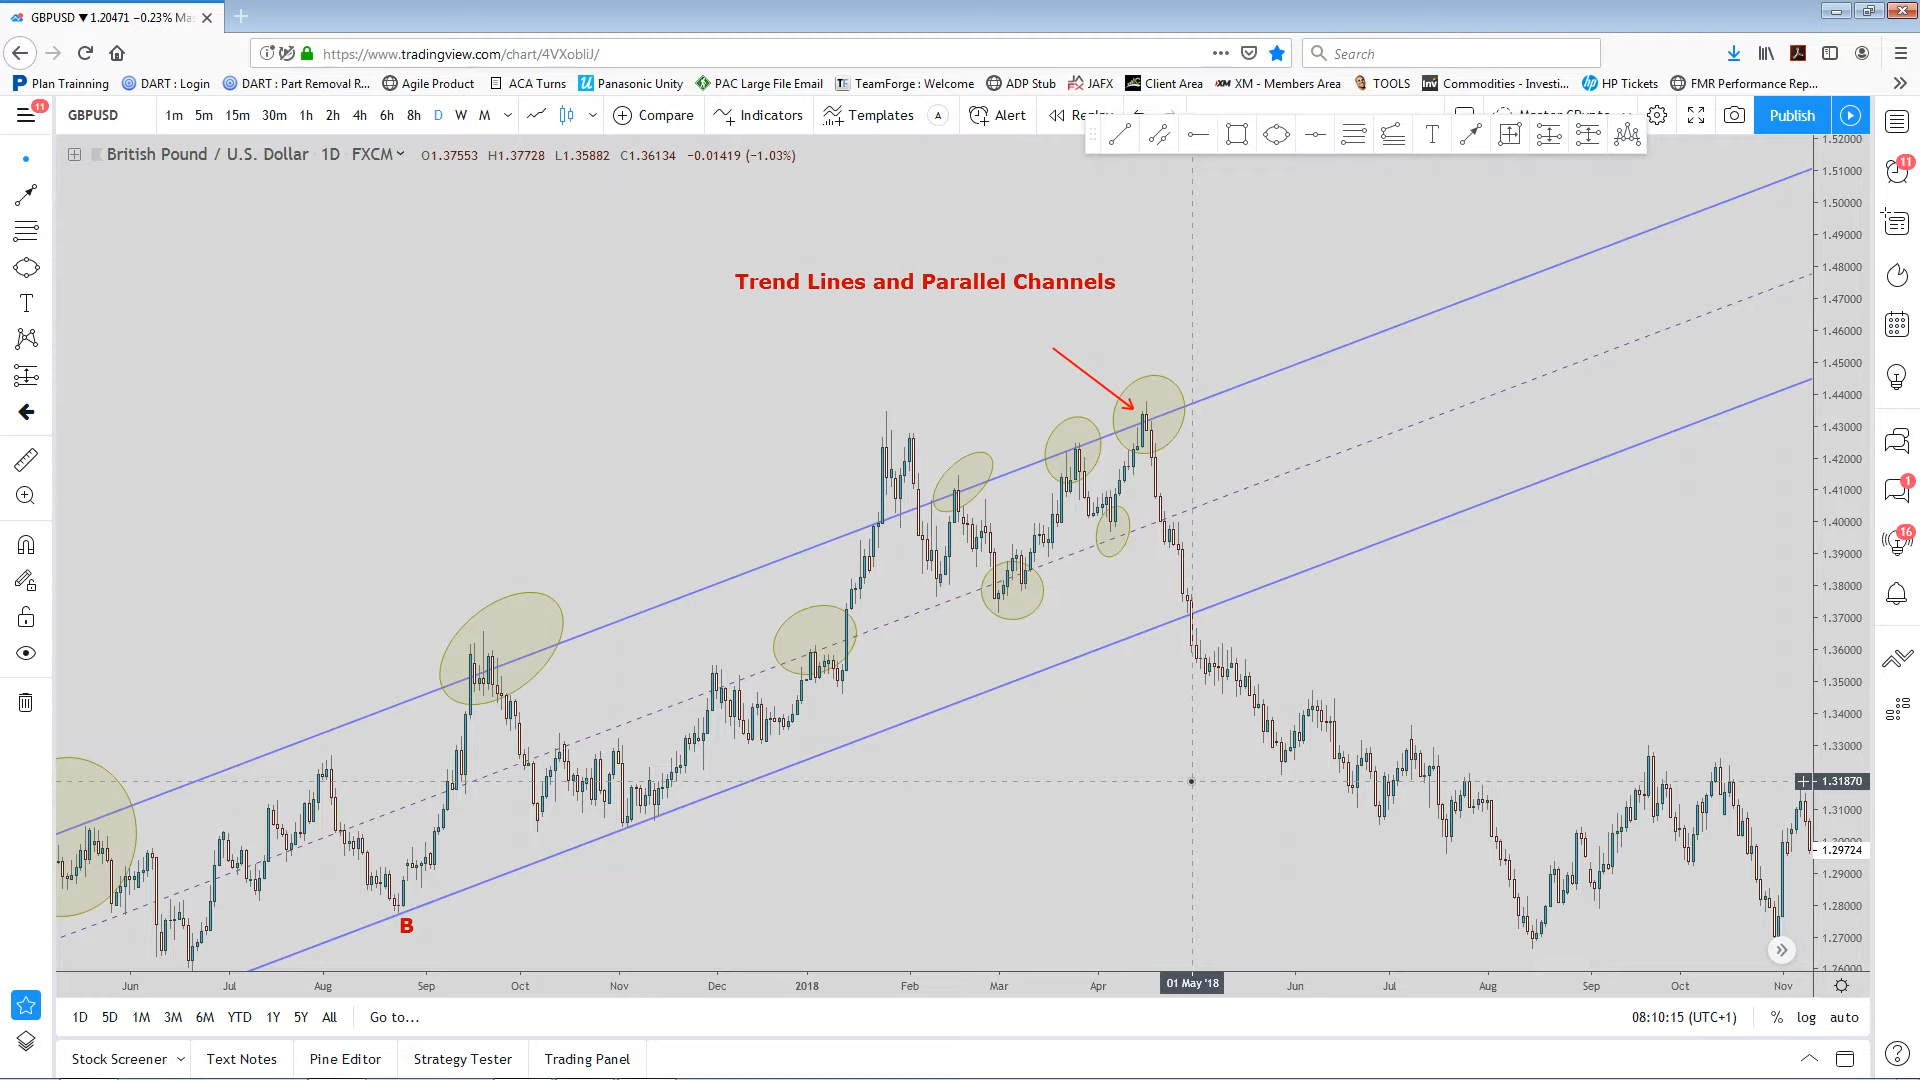 GBPUSD ▼ 1.20471 −0.23% Ma
https://www.tradingview.com/chart/4VXobliJ/
Search
Plan Trainning DART : Login DART : Part Removal R... Agile Product ACA Turns Panasonic Unity PAC Large File Email TeamForge : Welcome ADP Stub JAFX Client Area XM - Members Area TOOLS Commodities - Investi... HP Tickets FMR Performance Rep...
11
GBPUSD 1m 5m 15m 30m 1h 2h 4h 6h 8h D W M Compare Indicators Templates A Alert Publish
British Pound / U.S. Dollar 1D FXCM O1.37553 H1.37728 L1.35882 C1.36134 −0.01419 (−1.03%)
T
11
1
16
Trend Lines and Parallel Channels
B
1.52000
1.51000
1.50000
1.49000
1.48000
1.47000
1.46000
1.45000
1.44000
1.43000
1.42000
1.41000
1.40000
1.39000
1.38000
1.37000
1.36000
1.35000
1.34000
1.33000
1.31870
1.31000
1.29724
1.29000
1.28000
1.27000
1.26000
Jun Jul Aug Sep Oct Nov Dec 2018 Feb Mar Apr 01 May '18 Jun Jul Aug Sep Oct Nov
1D 5D 1M 3M 6M YTD 1Y 5Y All Go to... 08:10:15 (UTC+1) % log auto
Stock Screener Text Notes Pine Editor Strategy Tester Trading Panel